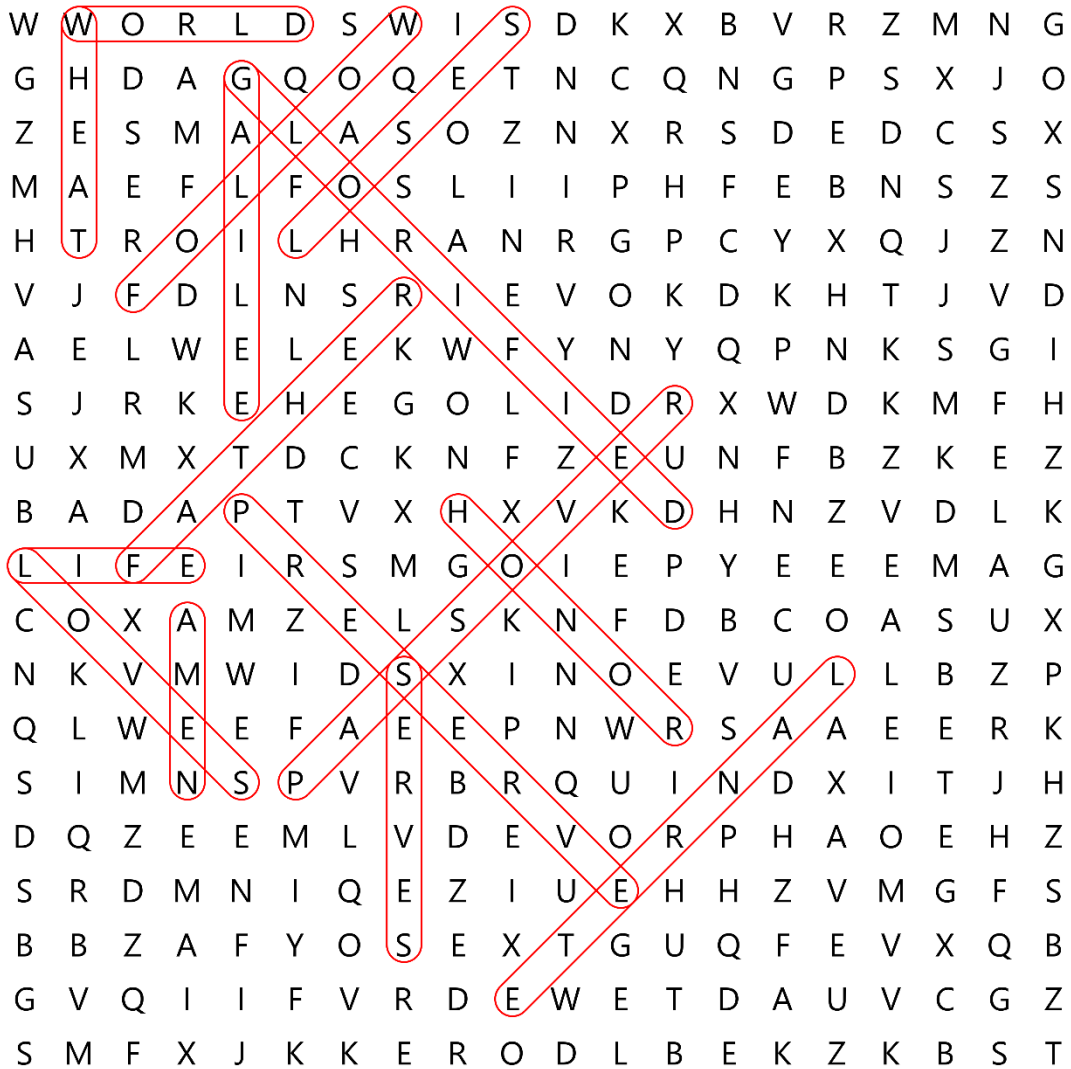 W W O R L D S W I S D K X B V R Z M N G
G H D A G Q O Q E T N C Q N G P S X J O
Z E S M A L A S O Z N X R S D E D C S X
M A E F L F O S L I I P H F E B N S Z S
H T R O I L H R A N R G P C Y X Q J Z N
V J F D L N S R I E V O K D K H T J V D
A E L W E L E K W F Y N Y Q P N K S G I
S J R K E H E G O L I D R X W D K M F H
U X M X T D C K N F Z E U N F B Z K E Z
B A D A P T V X H X V K D H N Z V D L K
L I F E I R S M G O I E P Y E E E M A G
C O X A M Z E L S K N F D B C O A S U X
N K V M W I D S X I N O E V U L L B Z P
Q L W E E F A E E P N W R S A A E E R K
S I M N S P V R B R Q U I N D X I T J H
D Q Z E E M L V D E V O R P H A O E H Z
S R D M N I Q E Z I U E H H Z V M G F S
B B Z A F Y O S E X T G U Q F E V X Q B
G V Q I I F V R D E W E T D A U V C G Z
S M F X J K K E R O D L B E K Z K B S T